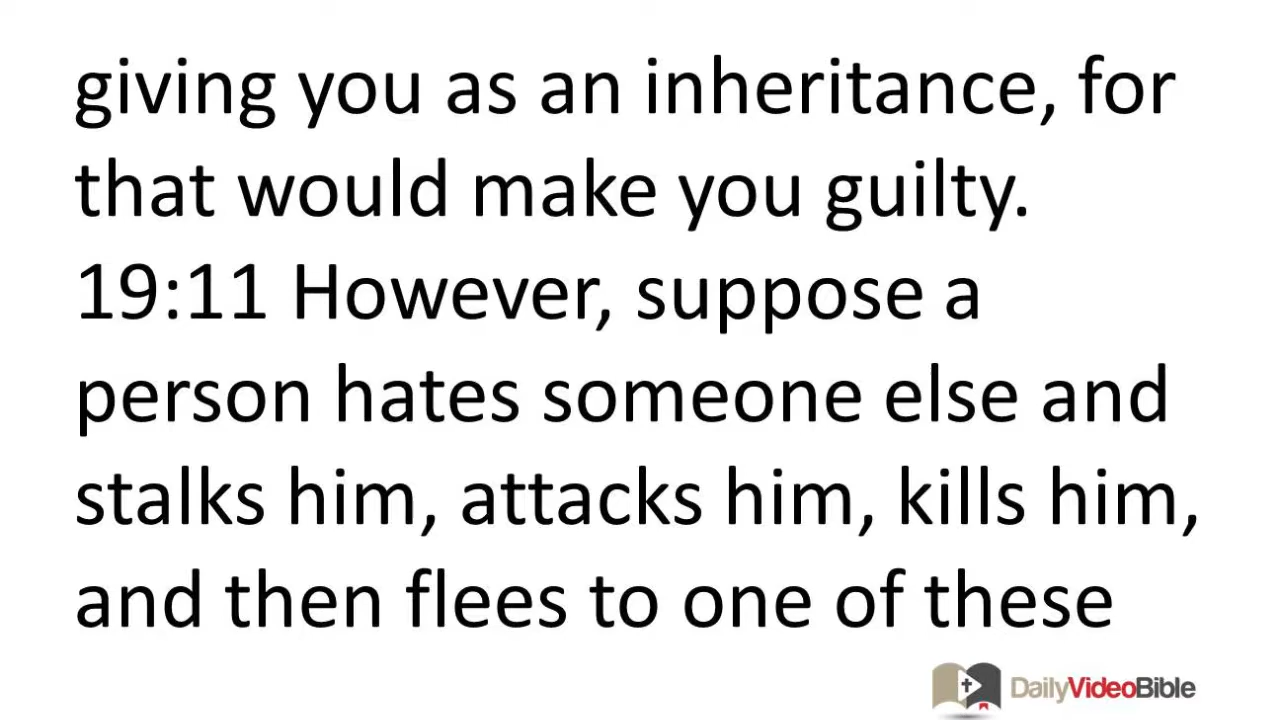 giving you as an inheritance, for
that would make you guilty.
19:11 However, suppose a
person hates someone else and
stalks him, attacks him, kills him,
and then flees to one of these
DailyVideoBible